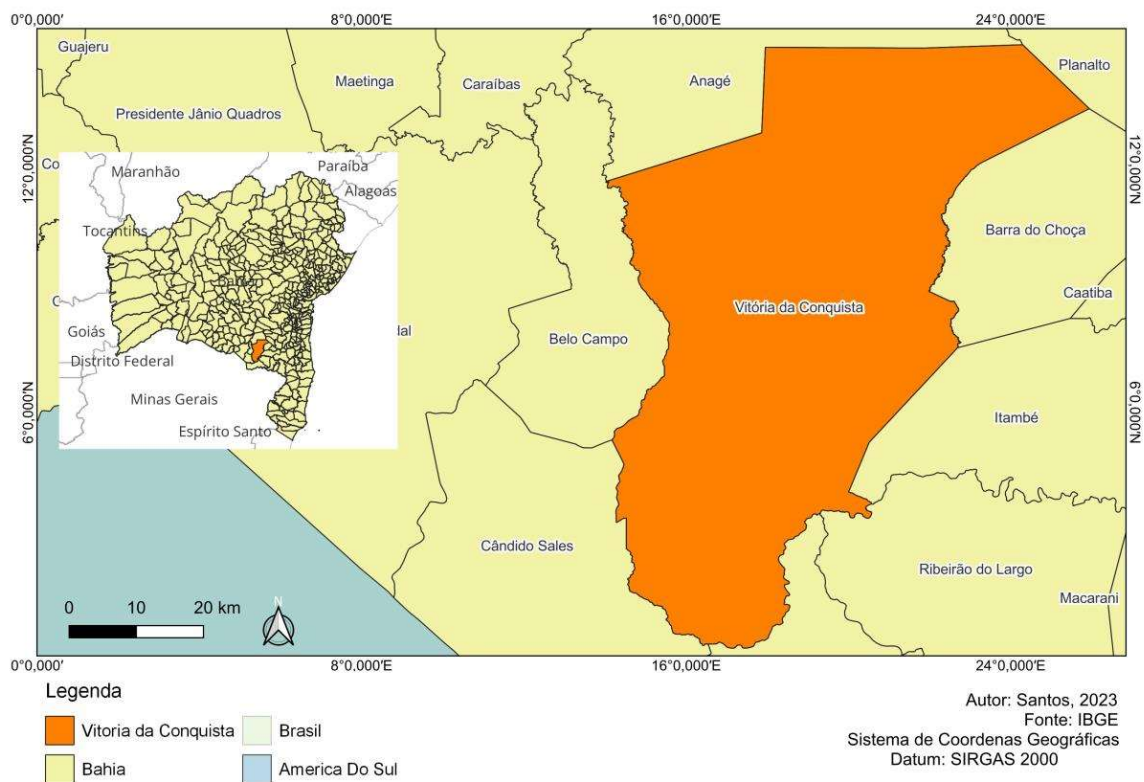 0°0,000' 8°0,000'E 16°0,000'E 24°0,000'E
Guajeru
Maetinga
Caraíbas
Anagé
Planalto
Presidente Jânio Quadros
12°0,000'N
12°0,000'N
Co
Maranhão
Paraíba
Alagoas
Tocantins
Barra do Choça
Caatiba
Vitória da Conquista
Goiás
dal
Belo Campo
Distrito Federal
Minas Gerais
Espírito Santo
6°0,000'N
6°0,000'N
Itambé
Cândido Sales
Ribeirão do Largo
Macarani
0 10 20 km
N
0°0,000' 8°0,000'E 16°0,000'E 24°0,000'E
Legenda
Vitoria da Conquista
Brasil
Bahia
America Do Sul
Autor: Santos, 2023
Fonte: IBGE
Sistema de Coordenas Geográficas
Datum: SIRGAS 2000